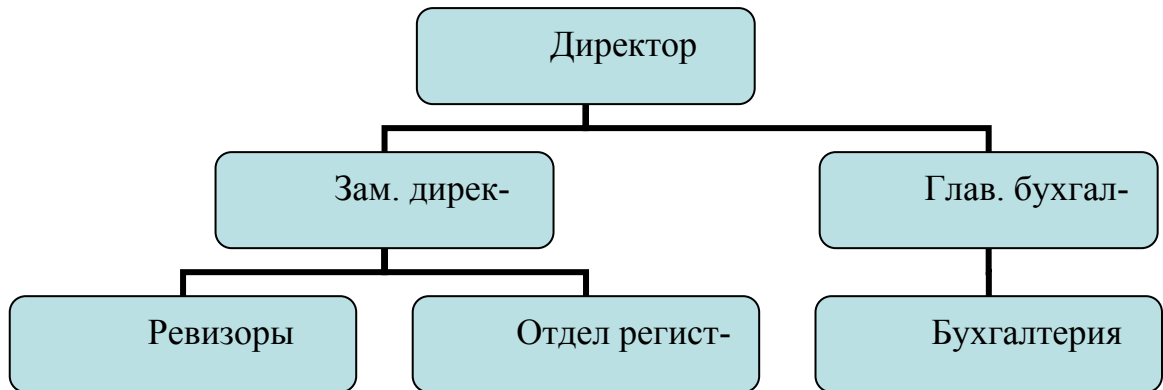 Директор
Зам. дирек-
Глав. бухгал-
Ревизоры
Отдел регист-
Бухгалтерия